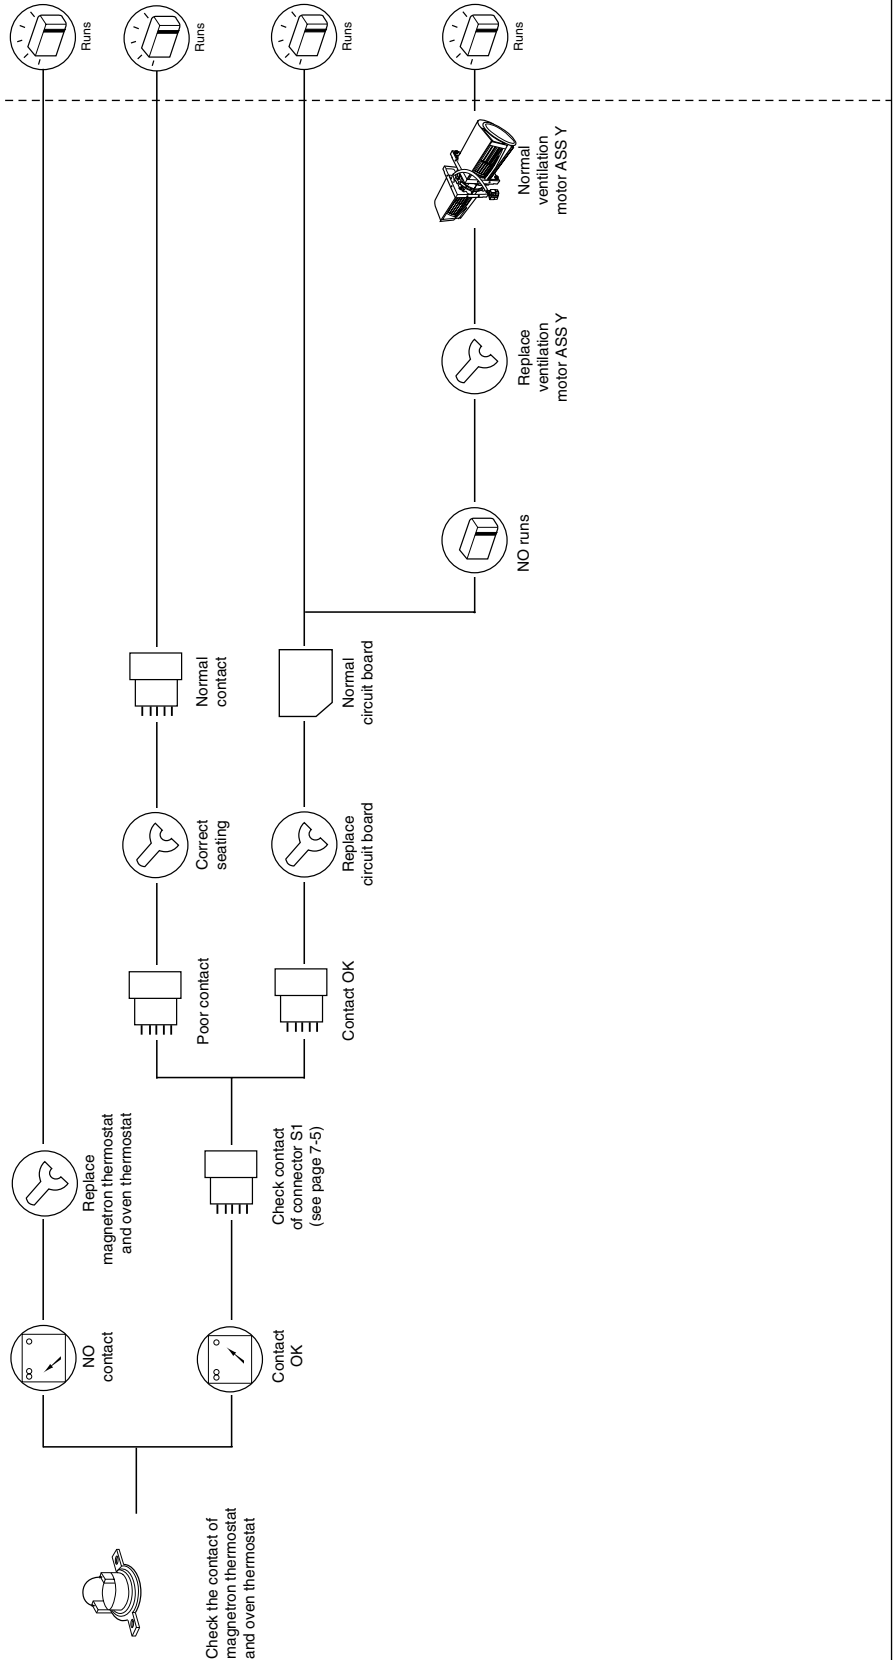 Check the contact of
magnetron thermostat
and oven thermostat
NO
contact
Replace
magnetron thermostat
and oven thermostat
Runs
Contact
OK
Check contact
of connector S1
(see page 7-5)
Poor contact
Correct
seating
Normal
contact
Runs
Contact OK
Replace
circuit board
Normal
circuit board
Runs
NO runs
Replace
ventilation
motor ASS Y
Normal
ventilation
motor ASS Y
Runs